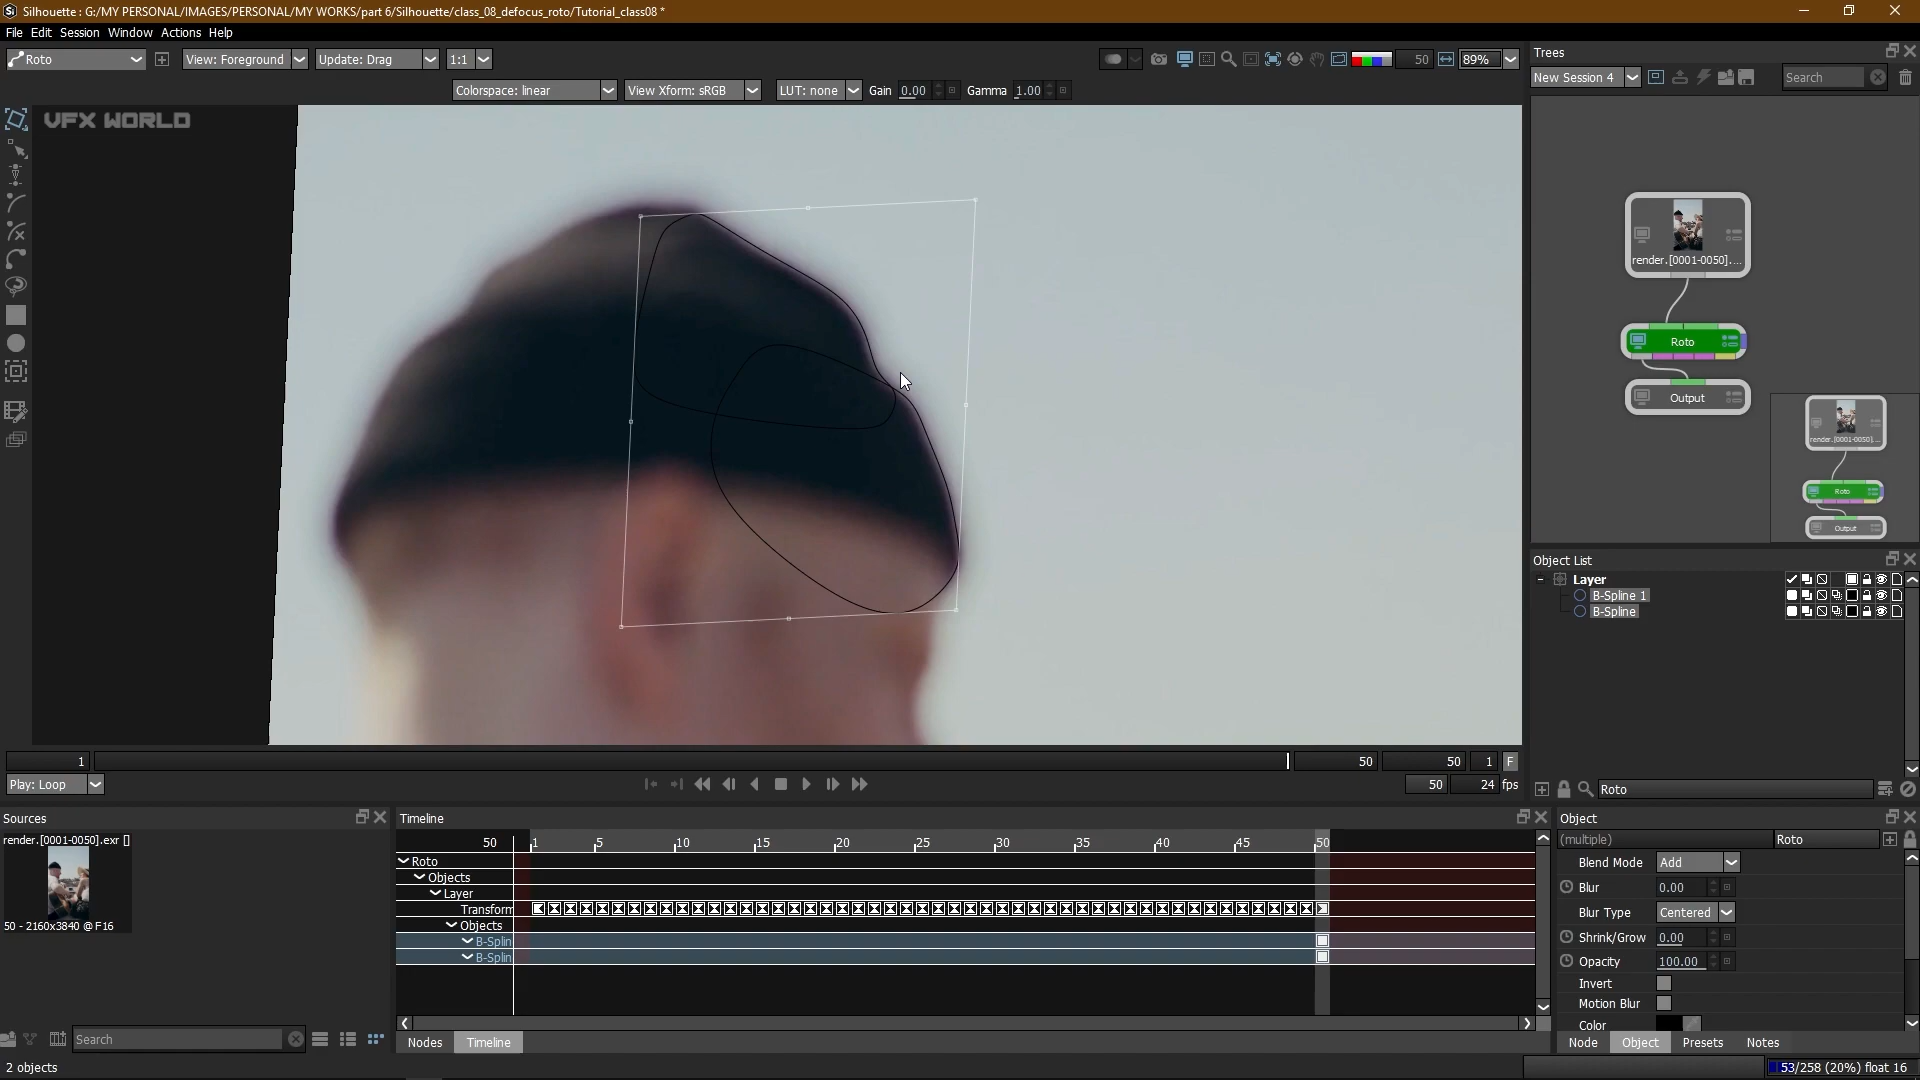 Silhouette : G:/MY PERSONAL/IMAGES/PERSONAL/MY WORKS/part 6/Silhouette/class_08_defocus_roto/Tutorial_class08 *
File Edit Session Window Actions Help
Roto View: Foreground Update: Drag 1:1 50 89%
Colorspace: linear View Xform: sRGB LUT: none Gain 0.00 Gamma 1.00
VFX WORLD
Trees
New Session 4 Search
render.[0001-0050]....
Roto
Output
render.[0001-0050]....
Roto
Output
Object List
Layer
B-Spline 1
B-Spline
Roto
1 50 50 1 F
Play: Loop 50 24 fps
Sources
render.[0001-0050].exr []
50 - 2160x3840 @ F16
Search
Timeline
50 1 5 10 15 20 25 30 35 40 45 50
Roto
Objects
Layer
Transform
Objects
B-Splin
B-Splin
Nodes Timeline
Object
(multiple) Roto
Blend Mode Add
Blur 0.00
Blur Type Centered
Shrink/Grow 0.00
Opacity 100.00
Invert
Motion Blur
Color
Node Object Presets Notes
2 objects
53/258 (20%) float 16